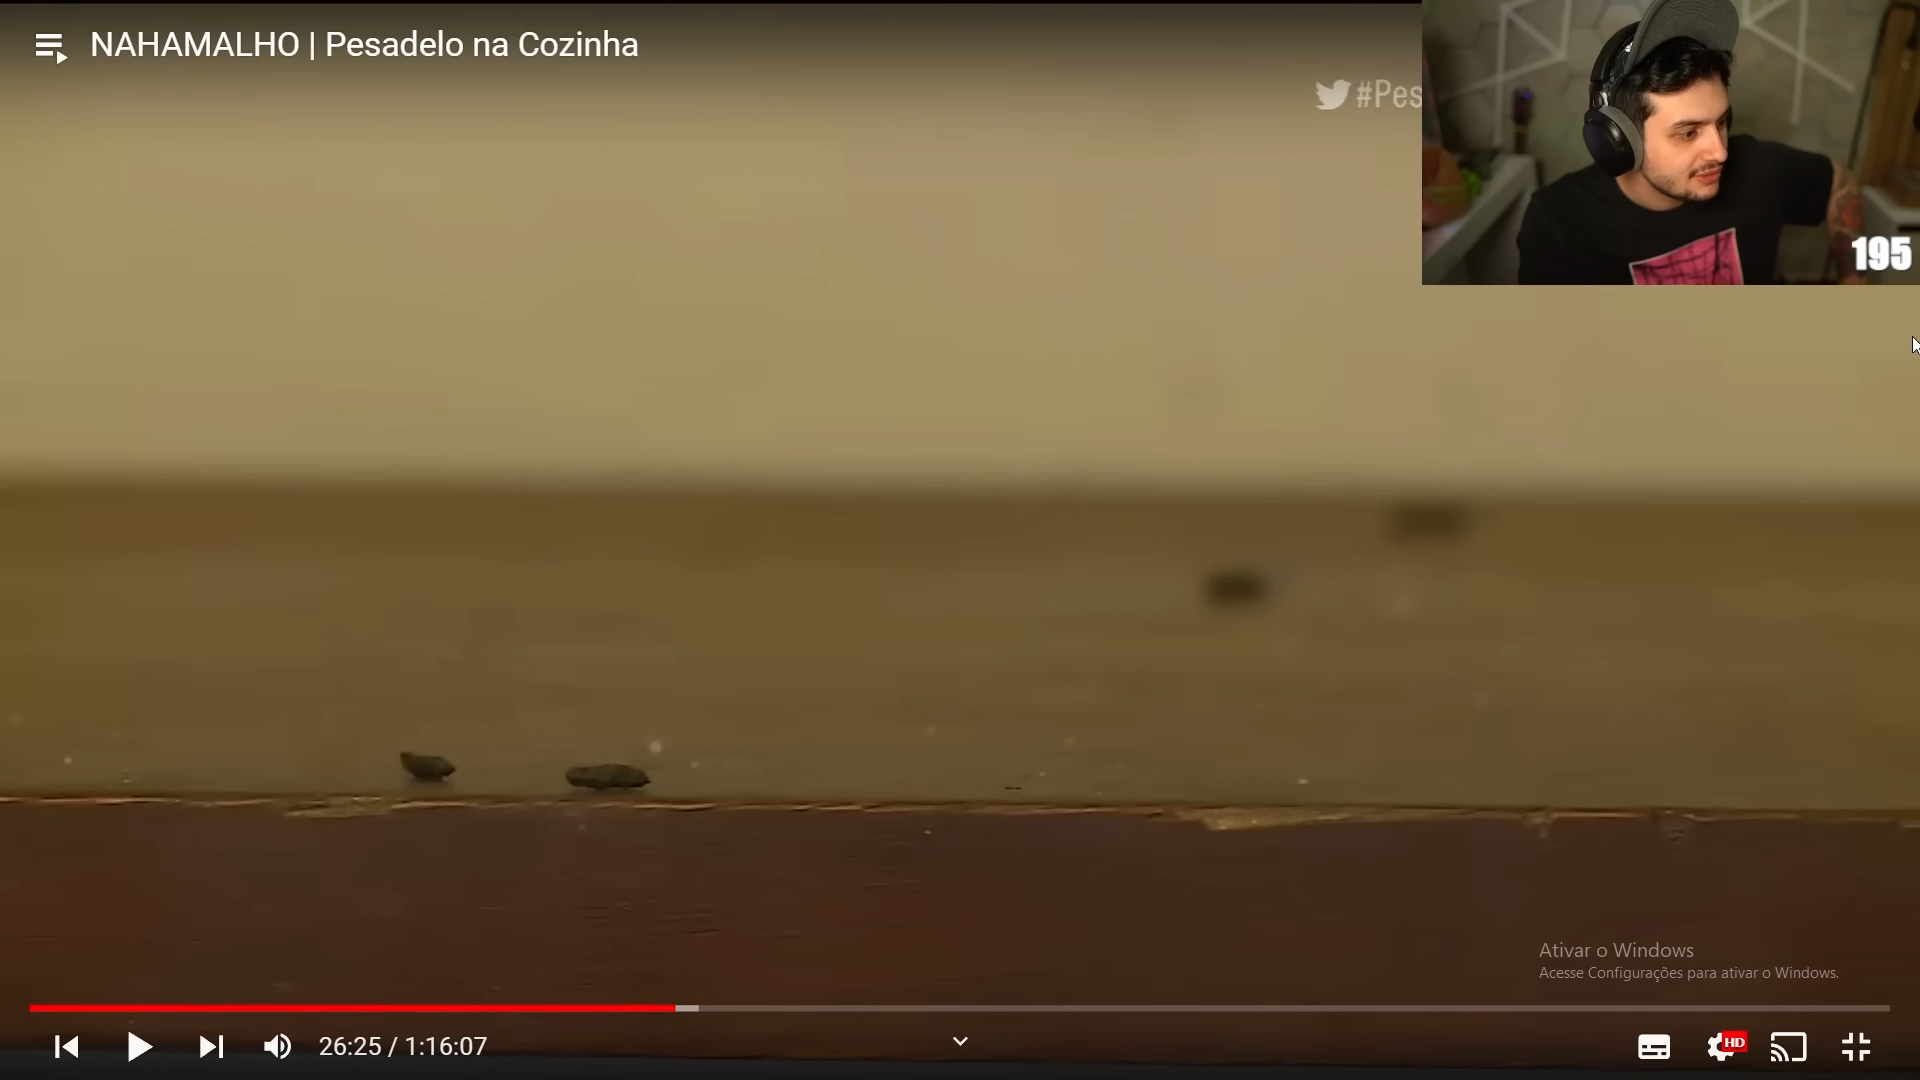 NAHAMALHO | Pesadelo na Cozinha
#Pes
195
Ativar o Windows
Acesse Configurações para ativar o Windows.
26:25 / 1:16:07
HD